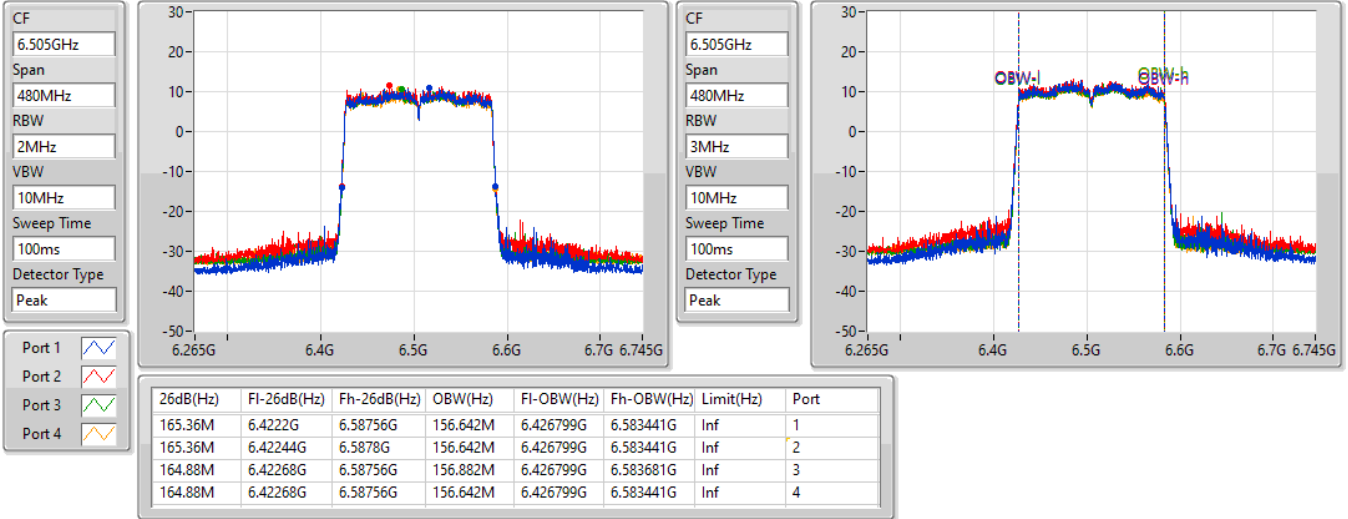 CF
6.505GHz
Span
480MHz
RBW
2MHz
VBW
10MHz
Sweep Time
100ms
Detector Type
Peak
30
20
10
0
-10
-20
-30
-40
-50
6.265G 6.4G 6.5G 6.6G 6.7G 6.745G
CF
6.505GHz
Span
480MHz
RBW
3MHz
VBW
10MHz
Sweep Time
100ms
Detector Type
Peak
30
20
10
0
-10
-20
-30
-40
-50
OBW-l OBW-h
6.265G 6.4G 6.5G 6.6G 6.7G 6.745G
Port 1
Port 2
Port 3
Port 4
26dB(Hz) Fl-26dB(Hz) Fh-26dB(Hz) OBW(Hz) Fl-OBW(Hz) Fh-OBW(Hz) Limit(Hz) Port
165.36M 6.4222G 6.58756G 156.642M 6.426799G 6.583441G Inf 1
165.36M 6.42244G 6.5878G 156.642M 6.426799G 6.583441G Inf 2
164.88M 6.42268G 6.58756G 156.882M 6.426799G 6.583681G Inf 3
164.88M 6.42268G 6.58756G 156.642M 6.426799G 6.583441G Inf 4